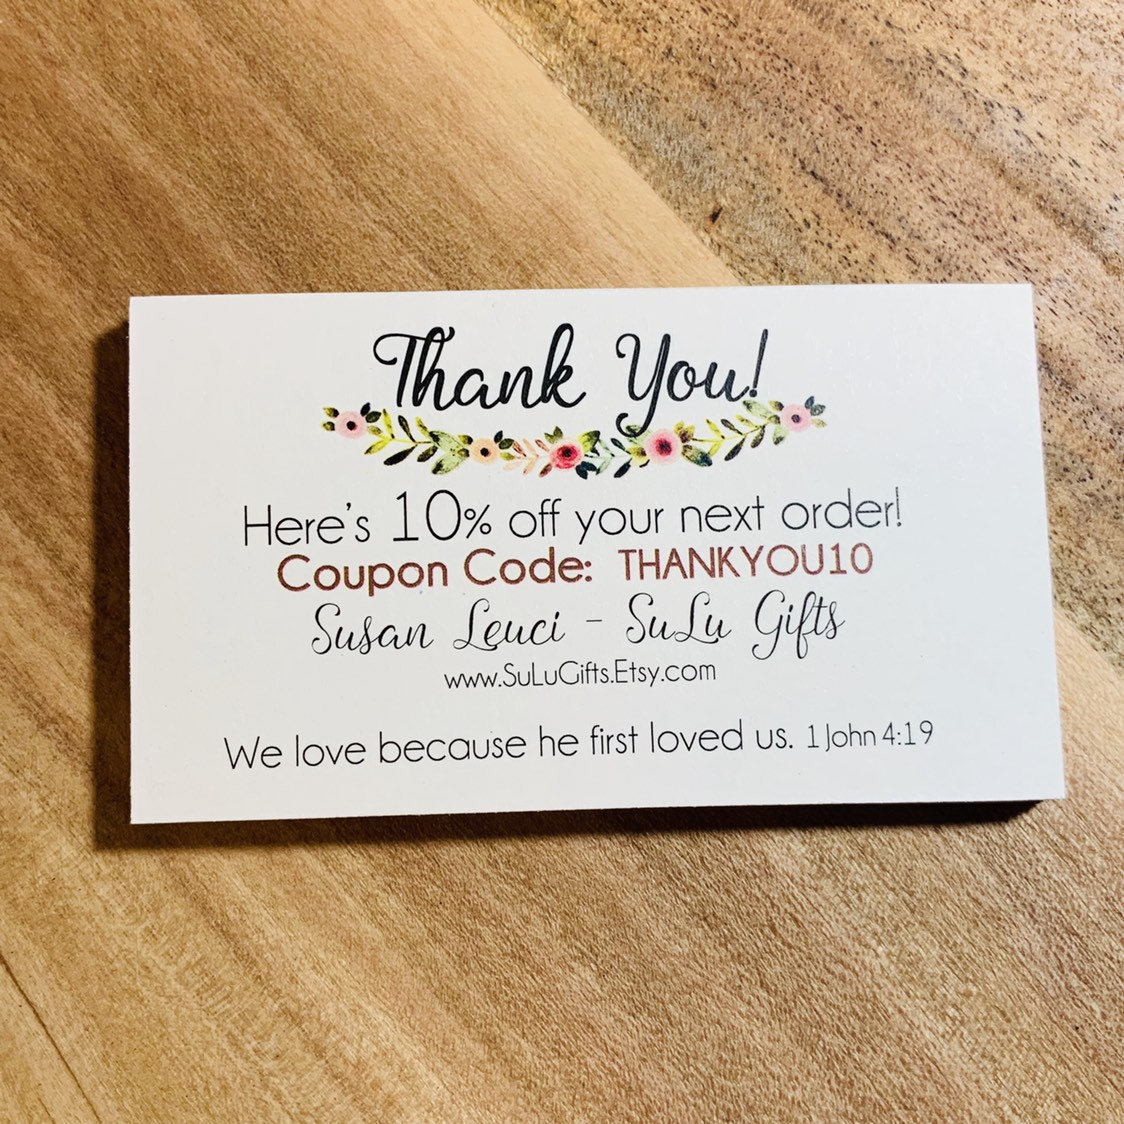 Thank You!
Here's 10% off your next order!
Coupon Code: THANKYOU10
Susan Leuci - SuLu Gifts
www.SuLuGifts.Etsy.com
We love because he first loved us. 1 John 4:19